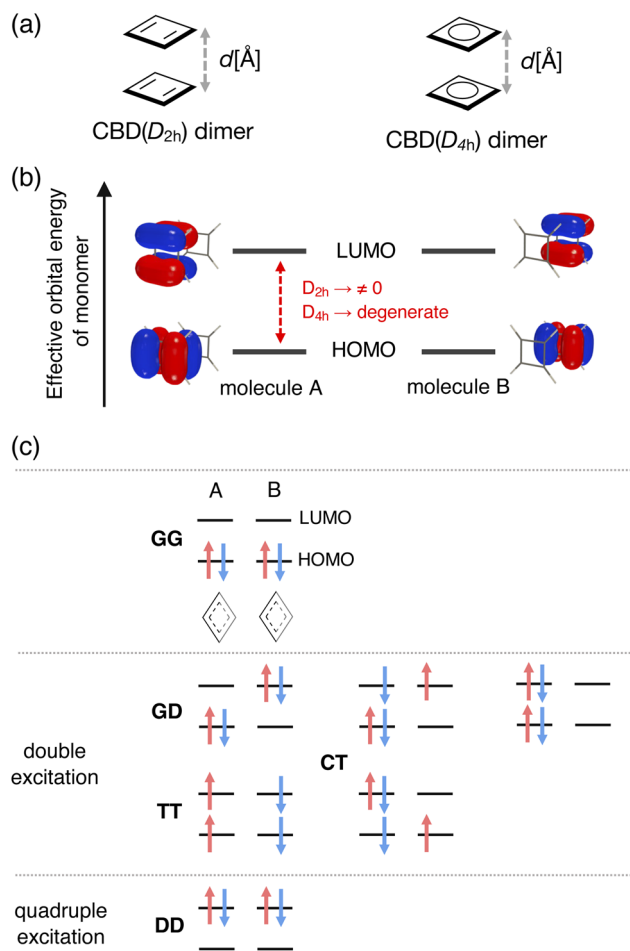 (a)
d[Å]
d[Å]
CBD(D2h) dimer
CBD(D4h) dimer
(b)
Effective orbital energy
of monomer
LUMO
D2h → ≠ 0
D4h → degenerate
HOMO
molecule A
molecule B
(c)
A B
LUMO
GG
HOMO
GD
double
excitation
CT
TT
quadruple
excitation
DD